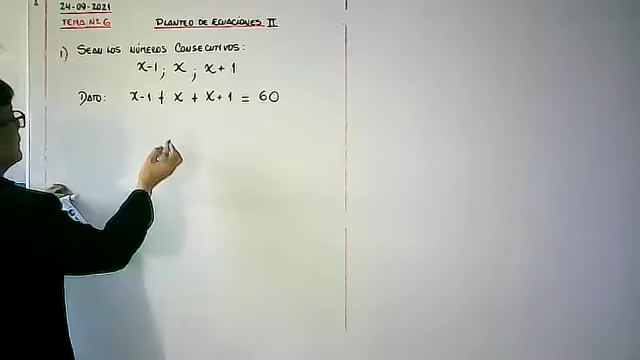 24-09-2021
TEMA Nº 6 PLANTEO DE ECUACIONES II
1) SEAN LOS NÚMEROS CONSECUTIVOS:
x-1 ; x ; x+1
DATO: x-1 + x + x+1 = 60